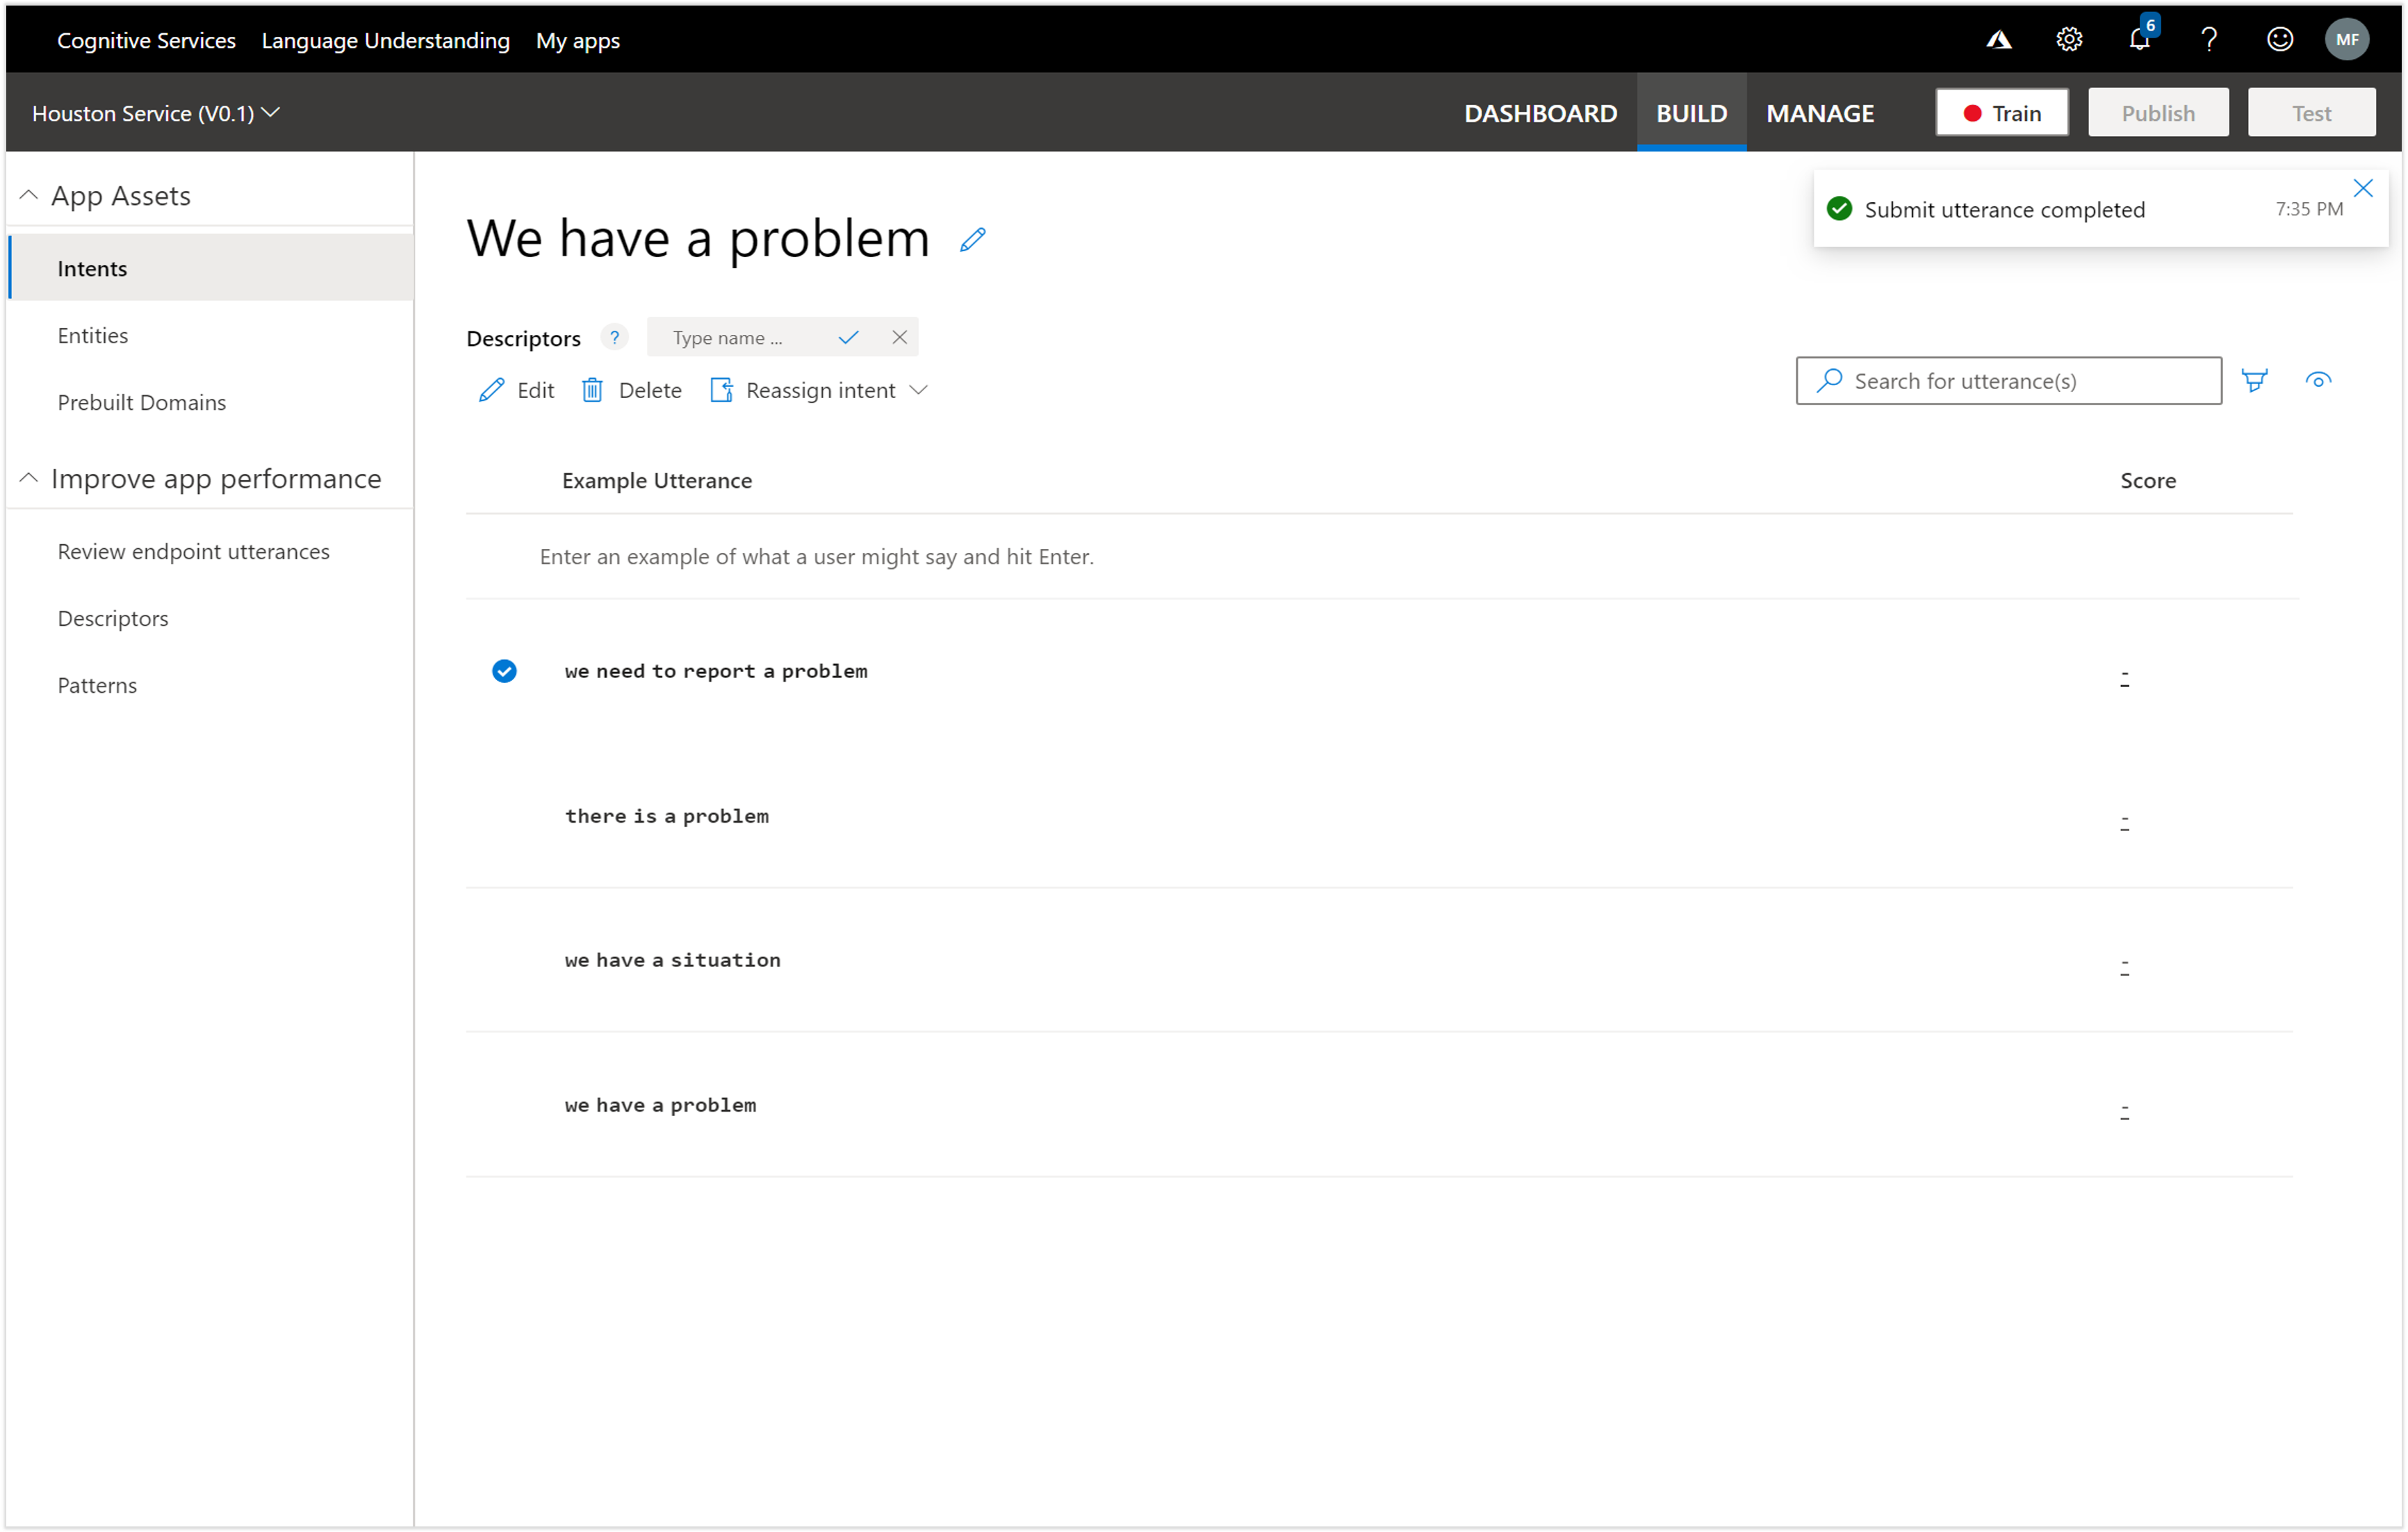 Cognitive Services Language Understanding My apps 6 MF
Houston Service (V0.1) DASHBOARD BUILD MANAGE Train Publish Test
App Assets
Intents
Entities
Prebuilt Domains
Improve app performance
Review endpoint utterances
Descriptors
Patterns
Submit utterance completed 7:35 PM
We have a problem
Descriptors ? Type name ...
Edit Delete Reassign intent
Search for utterance(s)
Example Utterance Score
Enter an example of what a user might say and hit Enter.
we need to report a problem -
there is a problem -
we have a situation -
we have a problem -